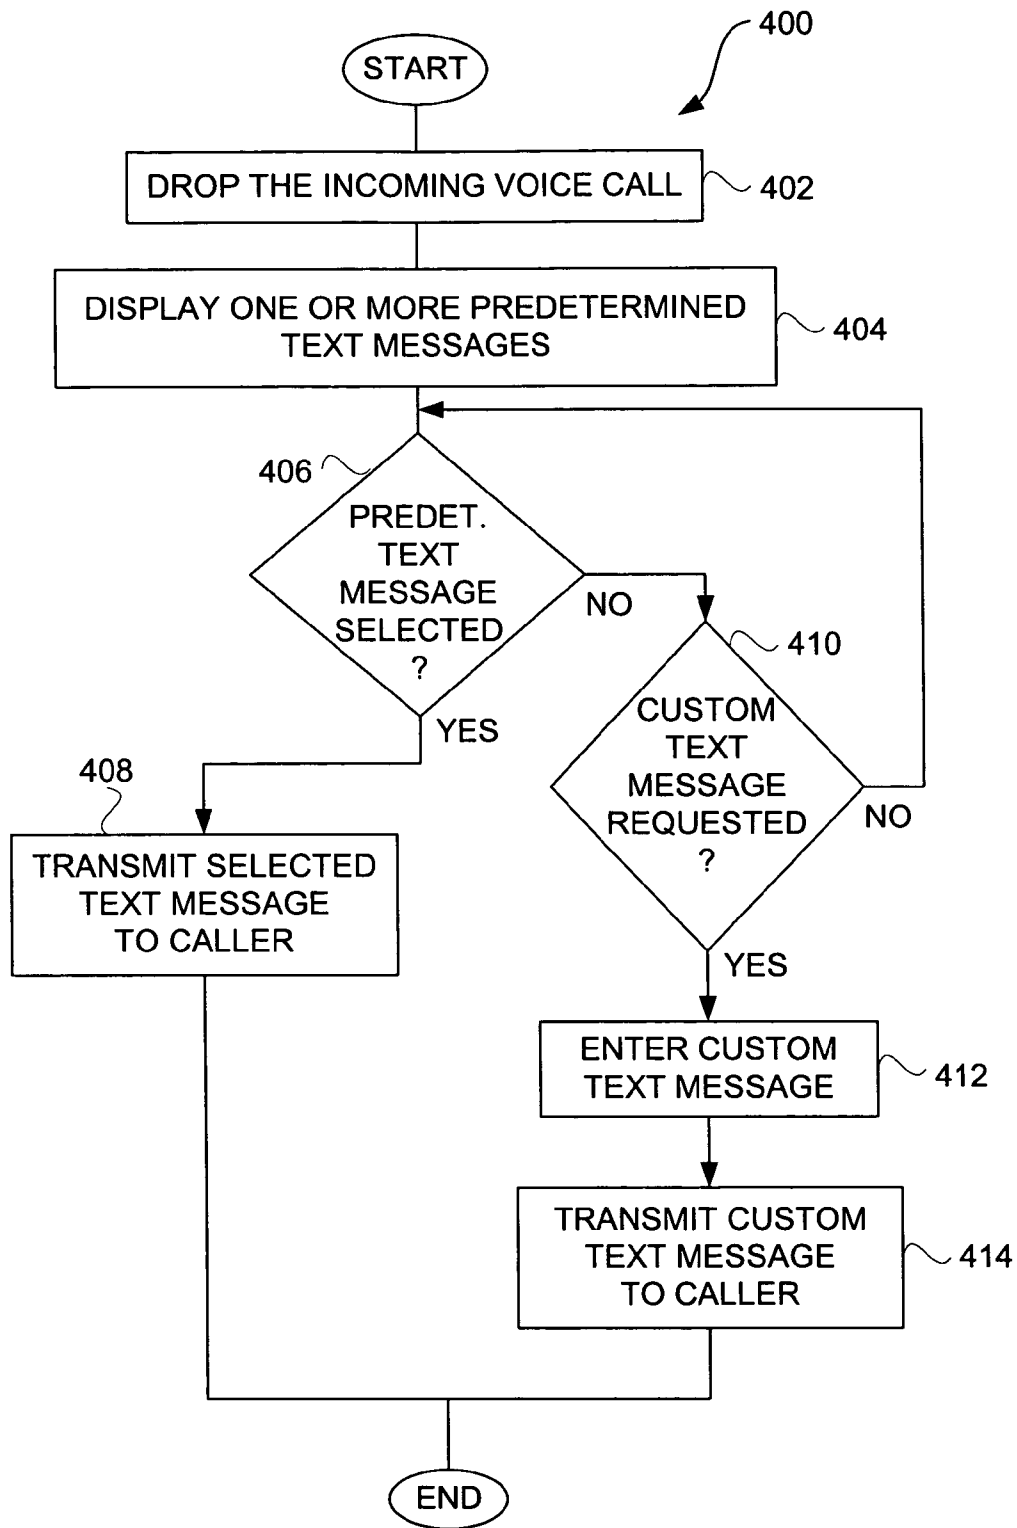 400
START
DROP THE INCOMING VOICE CALL
402
DISPLAY ONE OR MORE PREDETERMINED
TEXT MESSAGES
404
406
PREDET.
TEXT
MESSAGE
SELECTED
?
NO
YES
410
CUSTOM
TEXT
MESSAGE
REQUESTED
?
NO
YES
408
TRANSMIT SELECTED
TEXT MESSAGE
TO CALLER
ENTER CUSTOM
TEXT MESSAGE
412
TRANSMIT CUSTOM
TEXT MESSAGE
TO CALLER
414
END